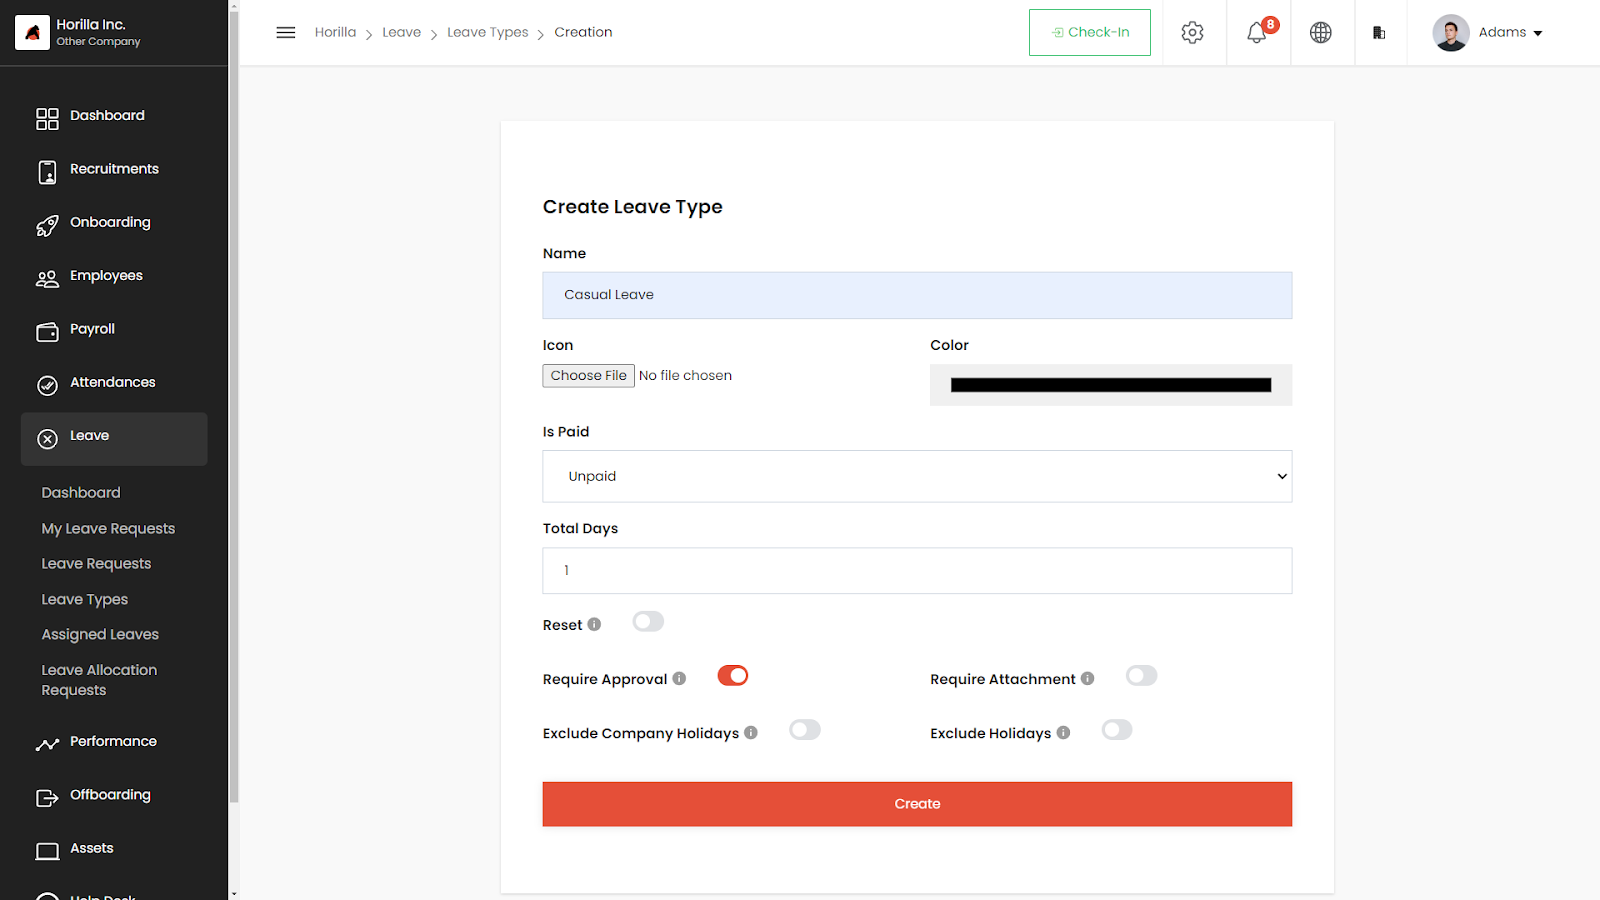 Horilla Inc.
Other Company
Horilla
Leave
Leave Types
Creation
Check-In
8
Adams
Dashboard
Recruitments
Onboarding
Employees
Payroll
Attendances
Leave
Dashboard
My Leave Requests
Leave Requests
Leave Types
Assigned Leaves
Leave Allocation
Requests
Performance
Offboarding
Assets
Help Desk
Create Leave Type
Name
Casual Leave
Icon
Color
Choose File No file chosen
Is Paid
Unpaid
Total Days
1
Reset
Require Approval
Require Attachment
Exclude Company Holidays
Exclude Holidays
Create